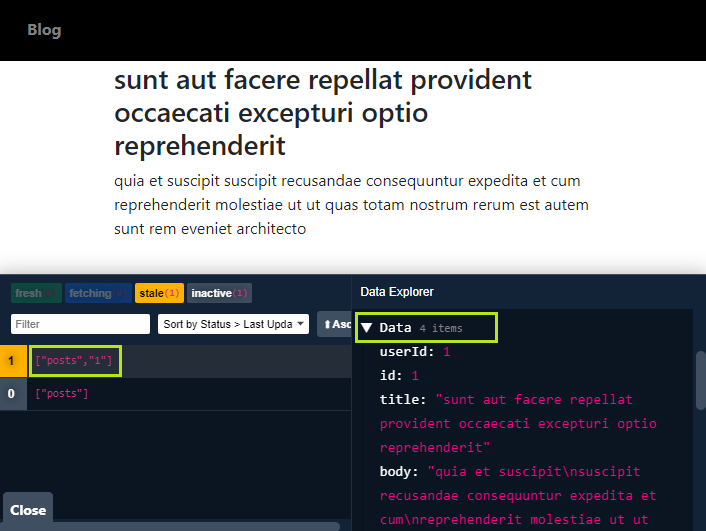 Blog
sunt aut facere repellat provident
occaecati excepturi optio
reprehenderit
quia et suscipit suscipit recusandae consequuntur expedita et cum
reprehenderit molestiae ut ut quas totam nostrum rerum est autem
sunt rem eveniet architecto
fresh fetching stale (1) inactive (1)
Filter Sort by Status > Last Upda ⬆Asc
1 ["posts","1"]
0 ["posts"]
Close
Data Explorer
▼ Data 4 items
userId: 1
id: 1
title: "sunt aut facere repellat
provident occaecati excepturi optio
reprehenderit"
body: "quia et suscipit\nsuscipit
recusandae consequuntur expedita et
cum\nreprehenderit molestiae ut ut